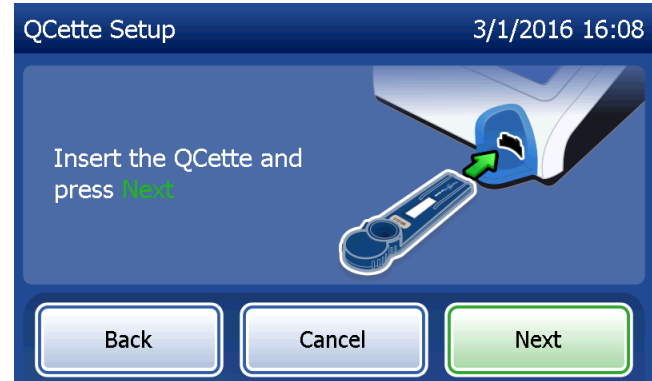 QCette Setup 3/1/2016 16:08
Insert the QCette and
press Next
Back Cancel Next